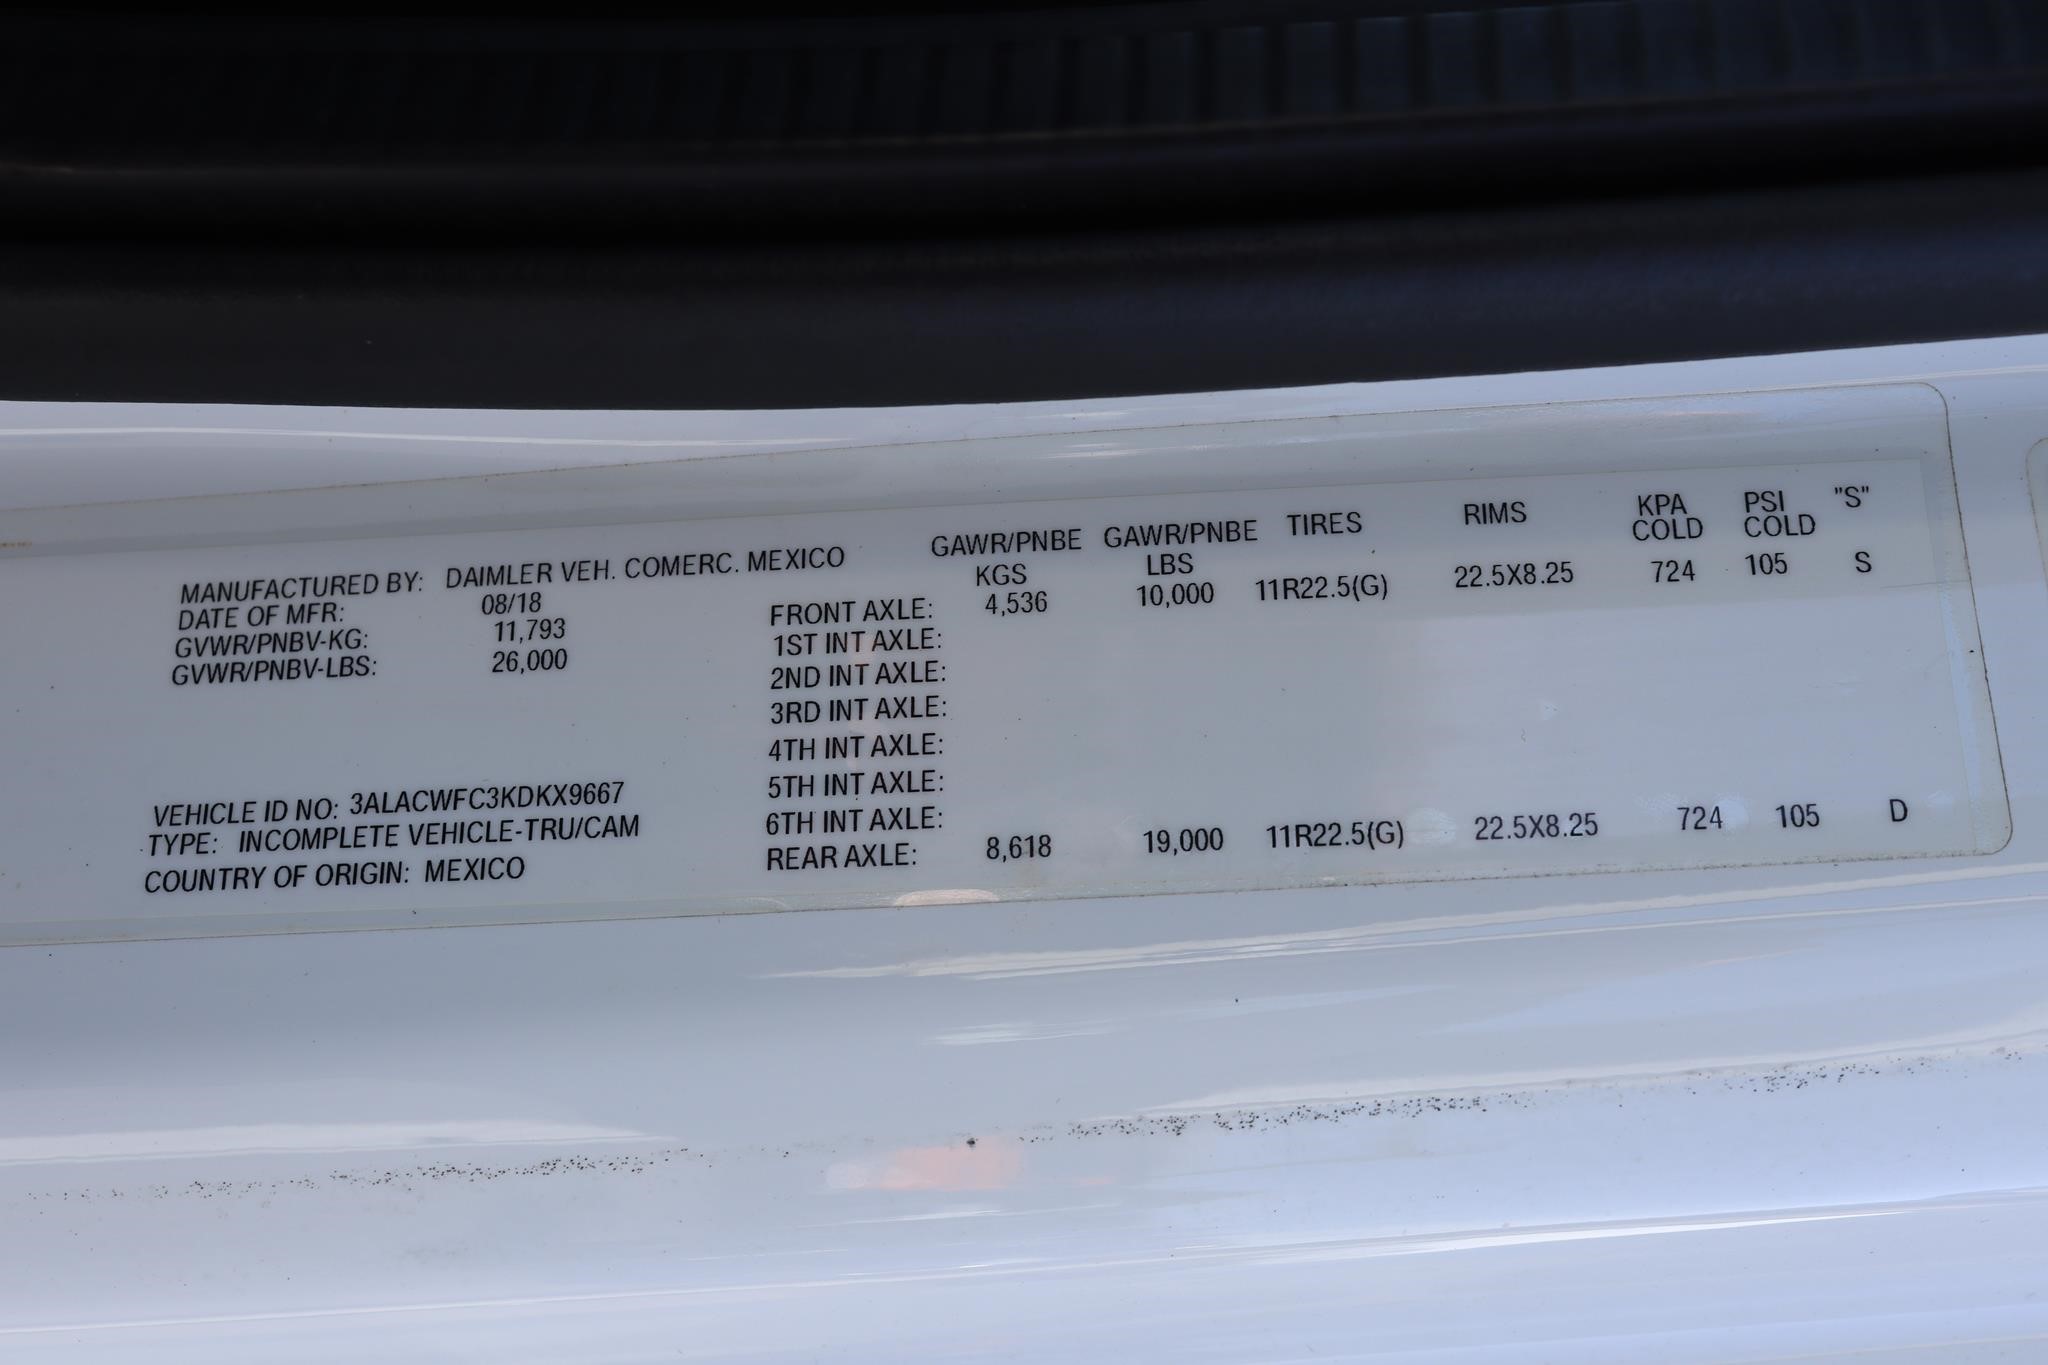 MANUFACTURED BY: DAIMLER VEH. COMERC. MEXICO
DATE OF MFR: 08/18
GVWR/PNBV-KG: 11,793
GVWR/PNBV-LBS: 26,000
VEHICLE ID NO: 3ALACWFC3KDKX9667
TYPE: INCOMPLETE VEHICLE-TRU/CAM
COUNTRY OF ORIGIN: MEXICO
GAWR/PNBE GAWR/PNBE TIRES RIMS KPA PSI "S"
KGS LBS COLD COLD
FRONT AXLE: 4,536 10,000 11R22.5(G) 22.5X8.25 724 105 S
1ST INT AXLE:
2ND INT AXLE:
3RD INT AXLE:
4TH INT AXLE:
5TH INT AXLE:
6TH INT AXLE:
REAR AXLE: 8,618 19,000 11R22.5(G) 22.5X8.25 724 105 D